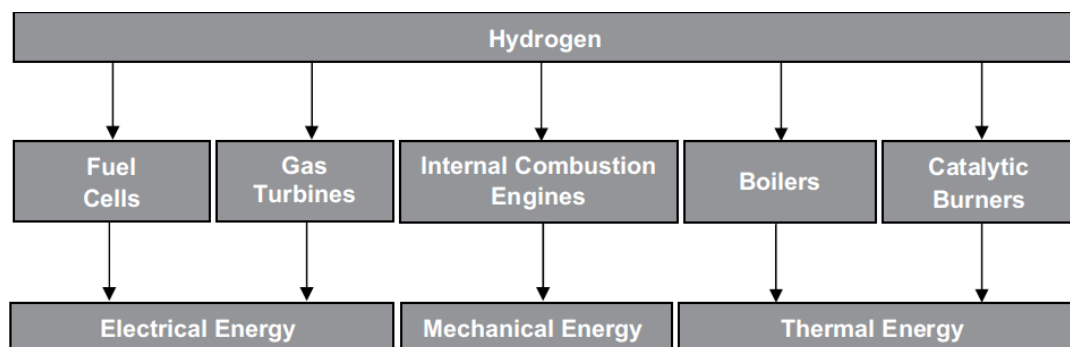 Hydrogen
Fuel
Cells
Gas
Turbines
Internal Combustion
Engines
Boilers
Catalytic
Burners
Electrical Energy
Mechanical Energy
Thermal Energy